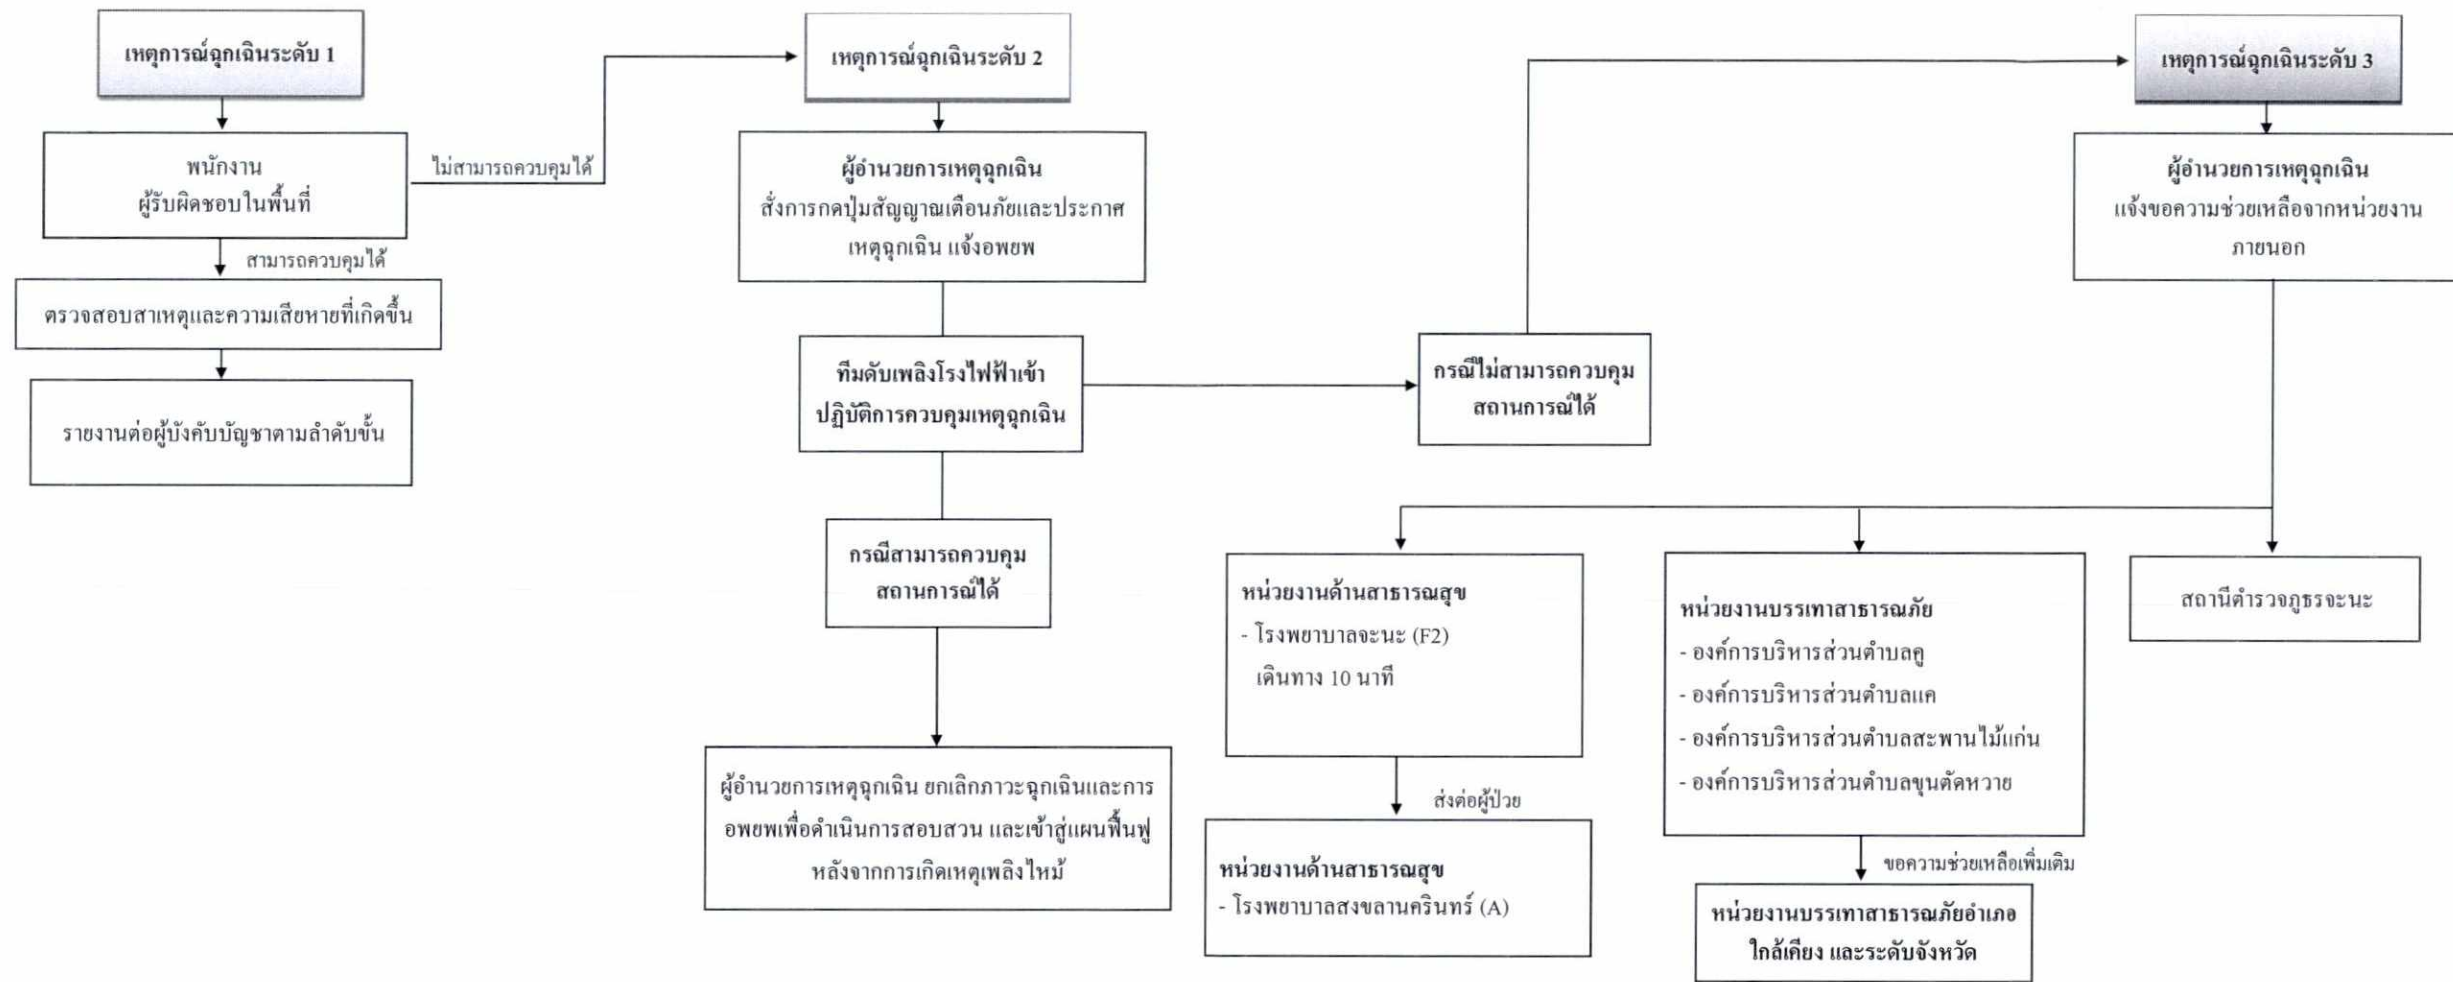 เหตุการณ์ฉุกเฉินระดับ 1
พนักงาน
ผู้รับผิดชอบในพื้นที่
ไม่สามารถควบคุมได้
สามารถควบคุมได้
ตรวจสอบสาเหตุและความเสียหายที่เกิดขึ้น
รายงานต่อผู้บังคับบัญชาตามลำดับขั้น
เหตุการณ์ฉุกเฉินระดับ 2
ผู้อำนวยการเหตุฉุกเฉิน
สั่งการกดปุ่มสัญญาณเตือนภัยและประกาศ
เหตุฉุกเฉิน แจ้งอพยพ
ทีมดับเพลิงโรงไฟฟ้าเข้า
ปฏิบัติการควบคุมเหตุฉุกเฉิน
กรณีสามารถควบคุม
สถานการณ์ได้
ผู้อำนวยการเหตุฉุกเฉิน ยกเลิกภาวะฉุกเฉินและการ
อพยพเพื่อดำเนินการสอบสวน และเข้าสู่แผนฟื้นฟู
หลังจากการเกิดเหตุเพลิงไหม้
กรณีไม่สามารถควบคุม
สถานการณ์ได้
เหตุการณ์ฉุกเฉินระดับ 3
ผู้อำนวยการเหตุฉุกเฉิน
แจ้งขอความช่วยเหลือจากหน่วยงาน
ภายนอก
หน่วยงานด้านสาธารณสุข
- โรงพยาบาลจะนะ (F2)
เดินทาง 10 นาที
ส่งต่อผู้ป่วย
หน่วยงานด้านสาธารณสุข
- โรงพยาบาลสงขลานครินทร์ (A)
หน่วยงานบรรเทาสาธารณภัย
- องค์การบริหารส่วนตำบลคู
- องค์การบริหารส่วนตำบลแค
- องค์การบริหารส่วนตำบลสะพานไม้แก่น
- องค์การบริหารส่วนตำบลขุนตัดหวาย
ขอความช่วยเหลือเพิ่มเติม
หน่วยงานบรรเทาสาธารณภัยอำเภอ
ใกล้เคียง และระดับจังหวัด
สถานีตำรวจภูธรจะนะ